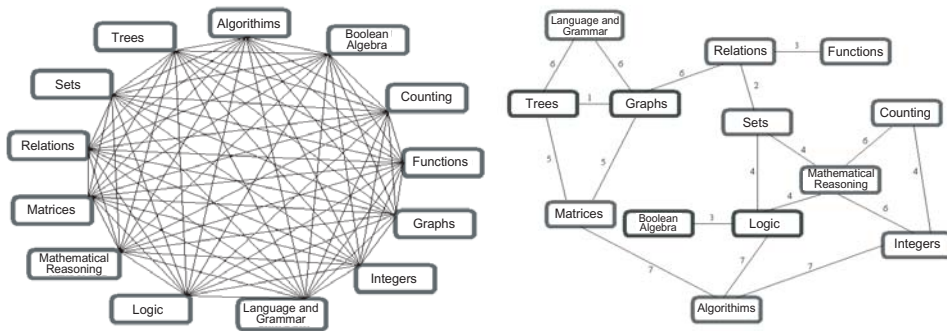 Algorithims
Boolean
Algebra
Trees
Sets
Counting
Relations
Functions
Matrices
Graphs
Mathematical
Reasoning
Integers
Logic
Language and
Grammar
Language and
Grammar
Relations
3
Functions
6
6
6
Trees
1
Graphs
2
Sets
Counting
5
5
4
6
4
4
Mathematical
Reasoning
4
Matrices
Boolean
Algebra
3
Logic
6
Integers
7
7
7
Algorithims